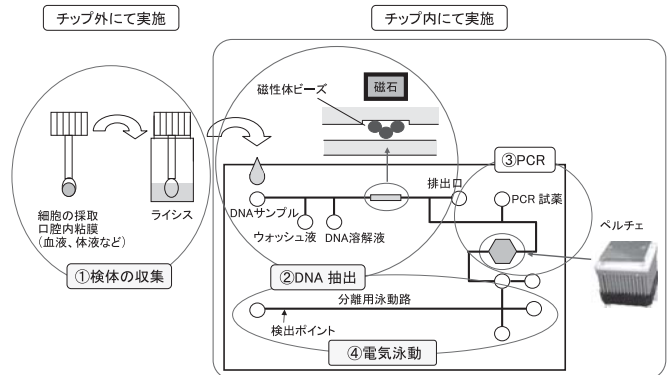 チップ外にて実施
チップ内にて実施
磁石
磁性体ビーズ
③PCR
排出口
PCR 試薬
DNAサンプル
ウォッシュ液
DNA溶解液
ペルチェ
細胞の採取
口腔内粘膜
(血液、体液など)
ライシス
①検体の収集
②DNA 抽出
分離用泳動路
検出ポイント
④電気泳動